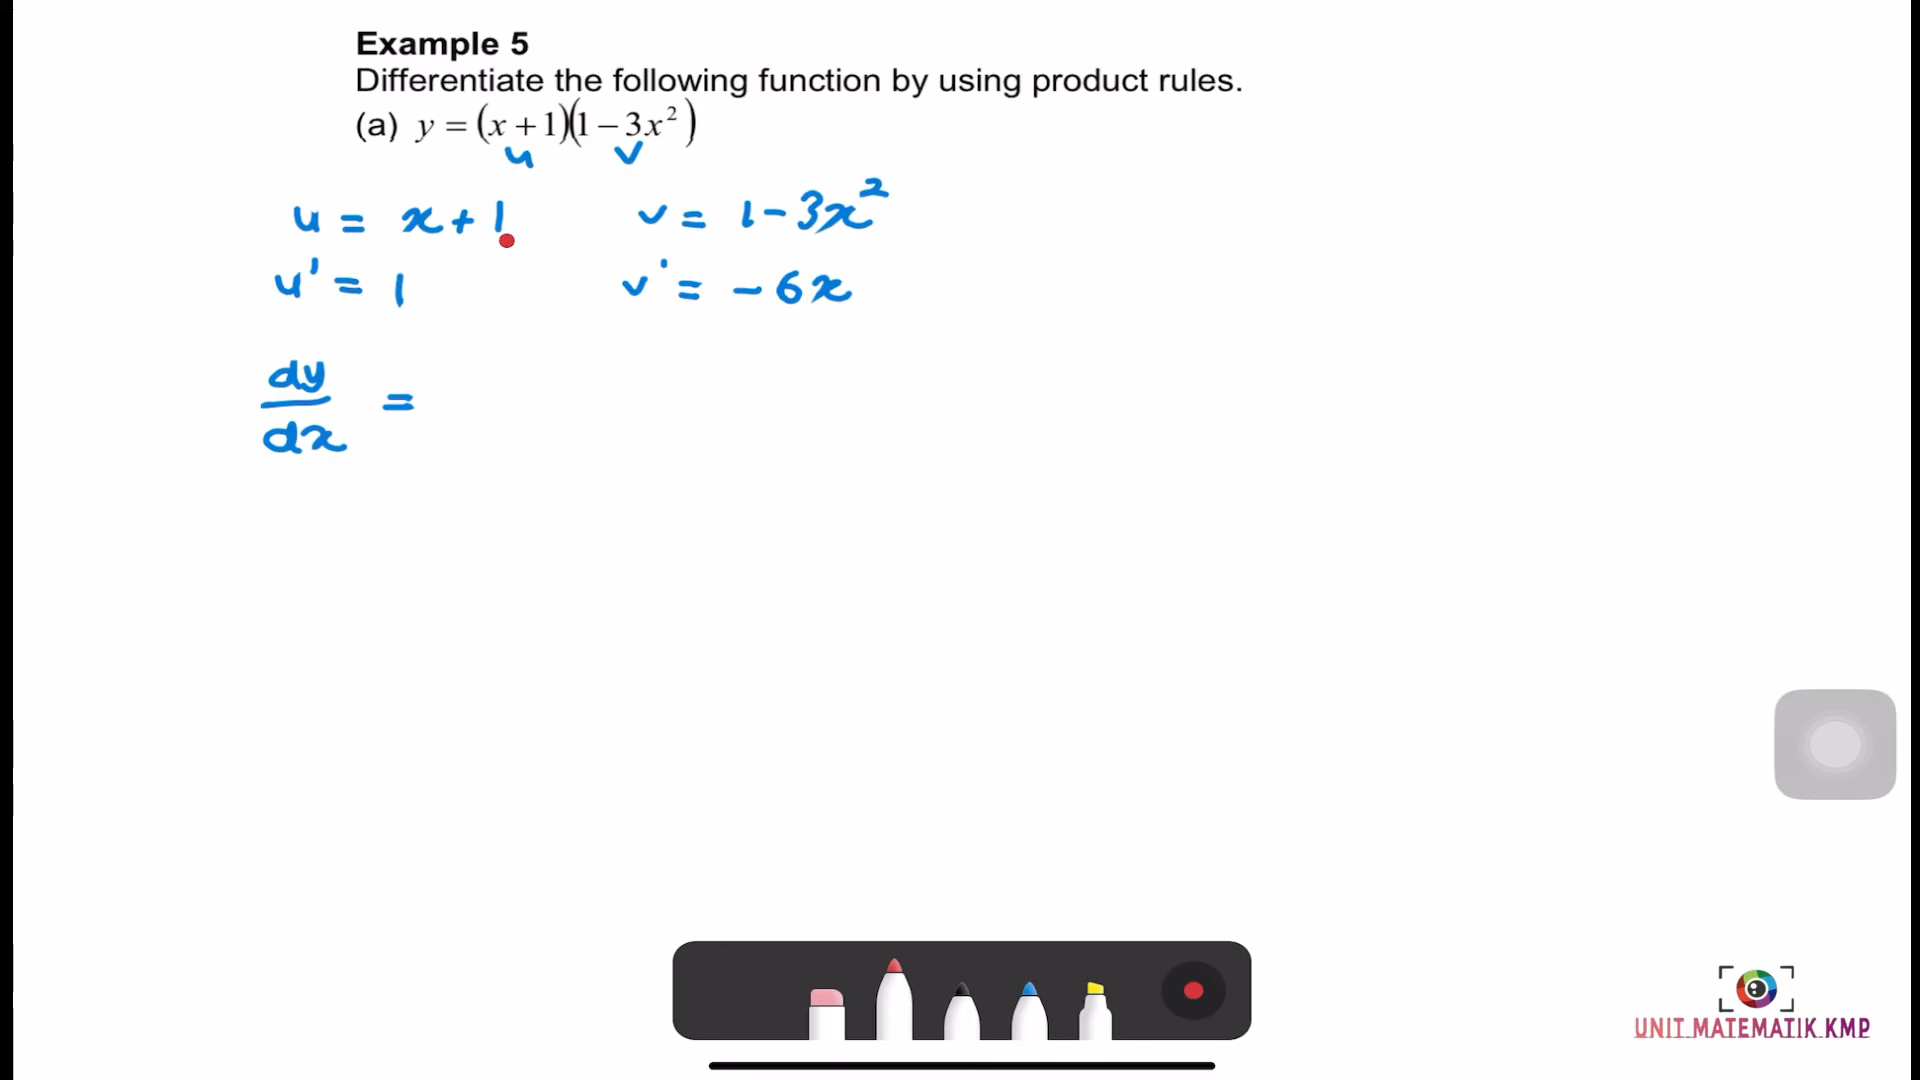 Example 5
Differentiate the following function by using product rules.
(a) y = (x + 1)(1 − 3x²)
u v
u = x + 1 v = 1 − 3x²
u' = 1 v' = − 6x
dy/dx =
UNIT.MATEMATIK.KMP